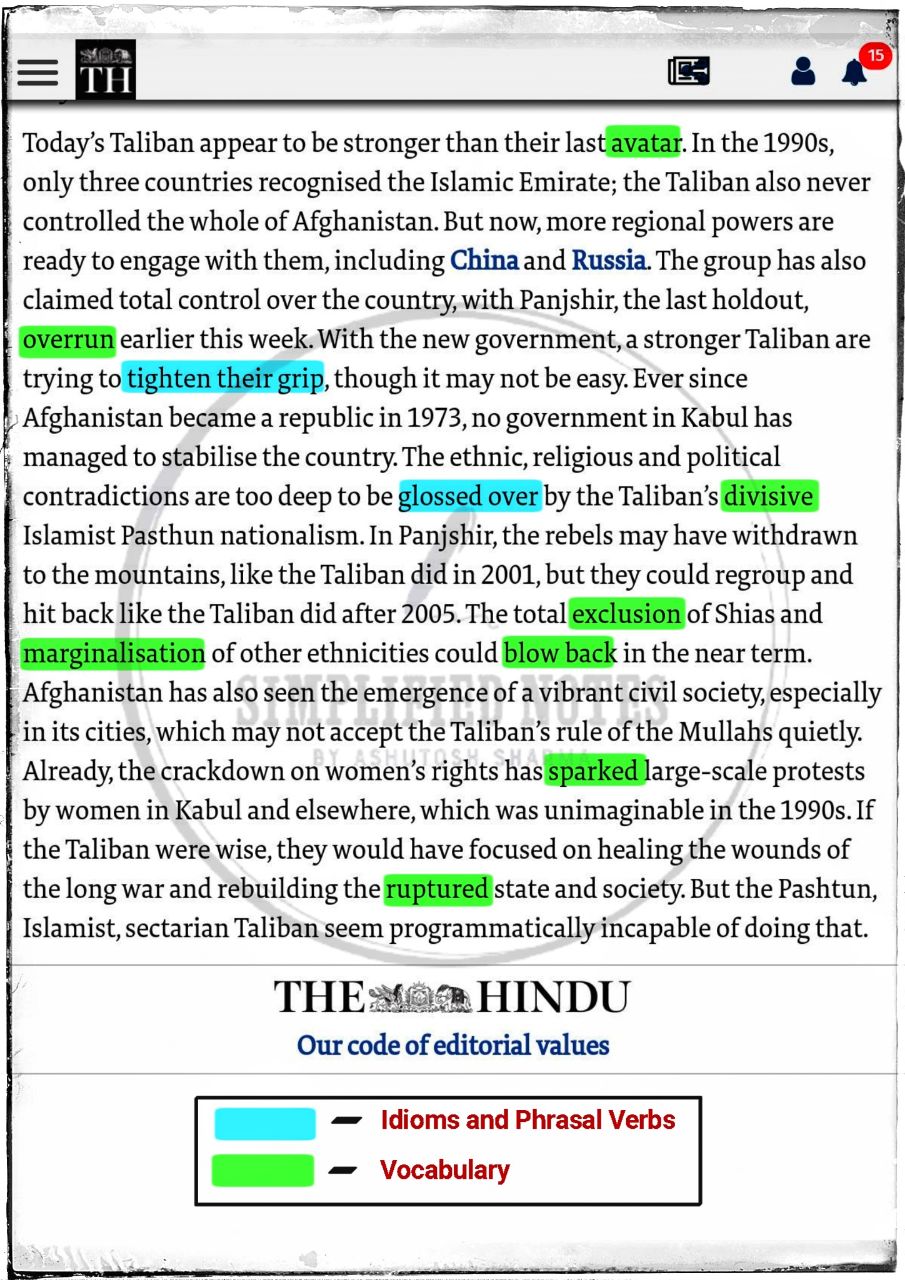 TH
15
Today’s Taliban appear to be stronger than their last avatar. In the 1990s,
only three countries recognised the Islamic Emirate; the Taliban also never
controlled the whole of Afghanistan. But now, more regional powers are
ready to engage with them, including China and Russia. The group has also
claimed total control over the country, with Panjshir, the last holdout,
overrun earlier this week. With the new government, a stronger Taliban are
trying to tighten their grip, though it may not be easy. Ever since
Afghanistan became a republic in 1973, no government in Kabul has
managed to stabilise the country. The ethnic, religious and political
contradictions are too deep to be glossed over by the Taliban’s divisive
Islamist Pasthun nationalism. In Panjshir, the rebels may have withdrawn
to the mountains, like the Taliban did in 2001, but they could regroup and
hit back like the Taliban did after 2005. The total exclusion of Shias and
marginalisation of other ethnicities could blow back in the near term.
Afghanistan has also seen the emergence of a vibrant civil society, especially
SIMPLIFIED NOTES
in its cities, which may not accept the Taliban’s rule of the Mullahs quietly.
BY ASHUTOSH SHARMA
Already, the crackdown on women’s rights has sparked large-scale protests
by women in Kabul and elsewhere, which was unimaginable in the 1990s. If
the Taliban were wise, they would have focused on healing the wounds of
the long war and rebuilding the ruptured state and society. But the Pashtun,
Islamist, sectarian Taliban seem programmatically incapable of doing that.
THE HINDU
Our code of editorial values
— Idioms and Phrasal Verbs
— Vocabulary